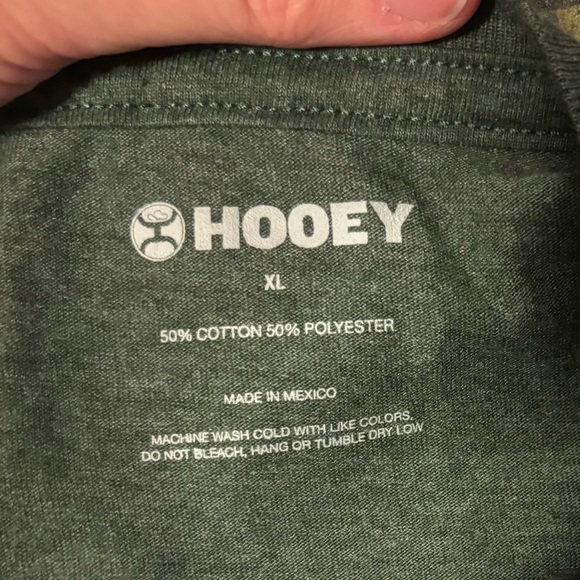 HOOEY
XL
50% COTTON 50% POLYESTER
MADE IN MEXICO
MACHINE WASH COLD WITH LIKE COLORS.
DO NOT BLEACH, HANG OR TUMBLE DRY LOW